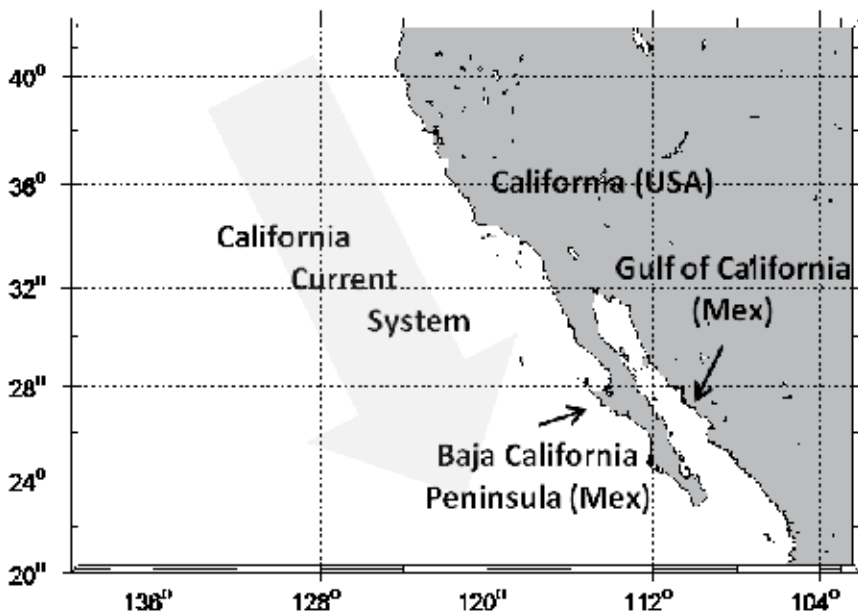 40°
36°
32°
28°
24°
20°
136°
128°
120°
112°
104°
California (USA)
California
Current
System
Gulf of California
(Mex)
Baja California
Peninsula (Mex)